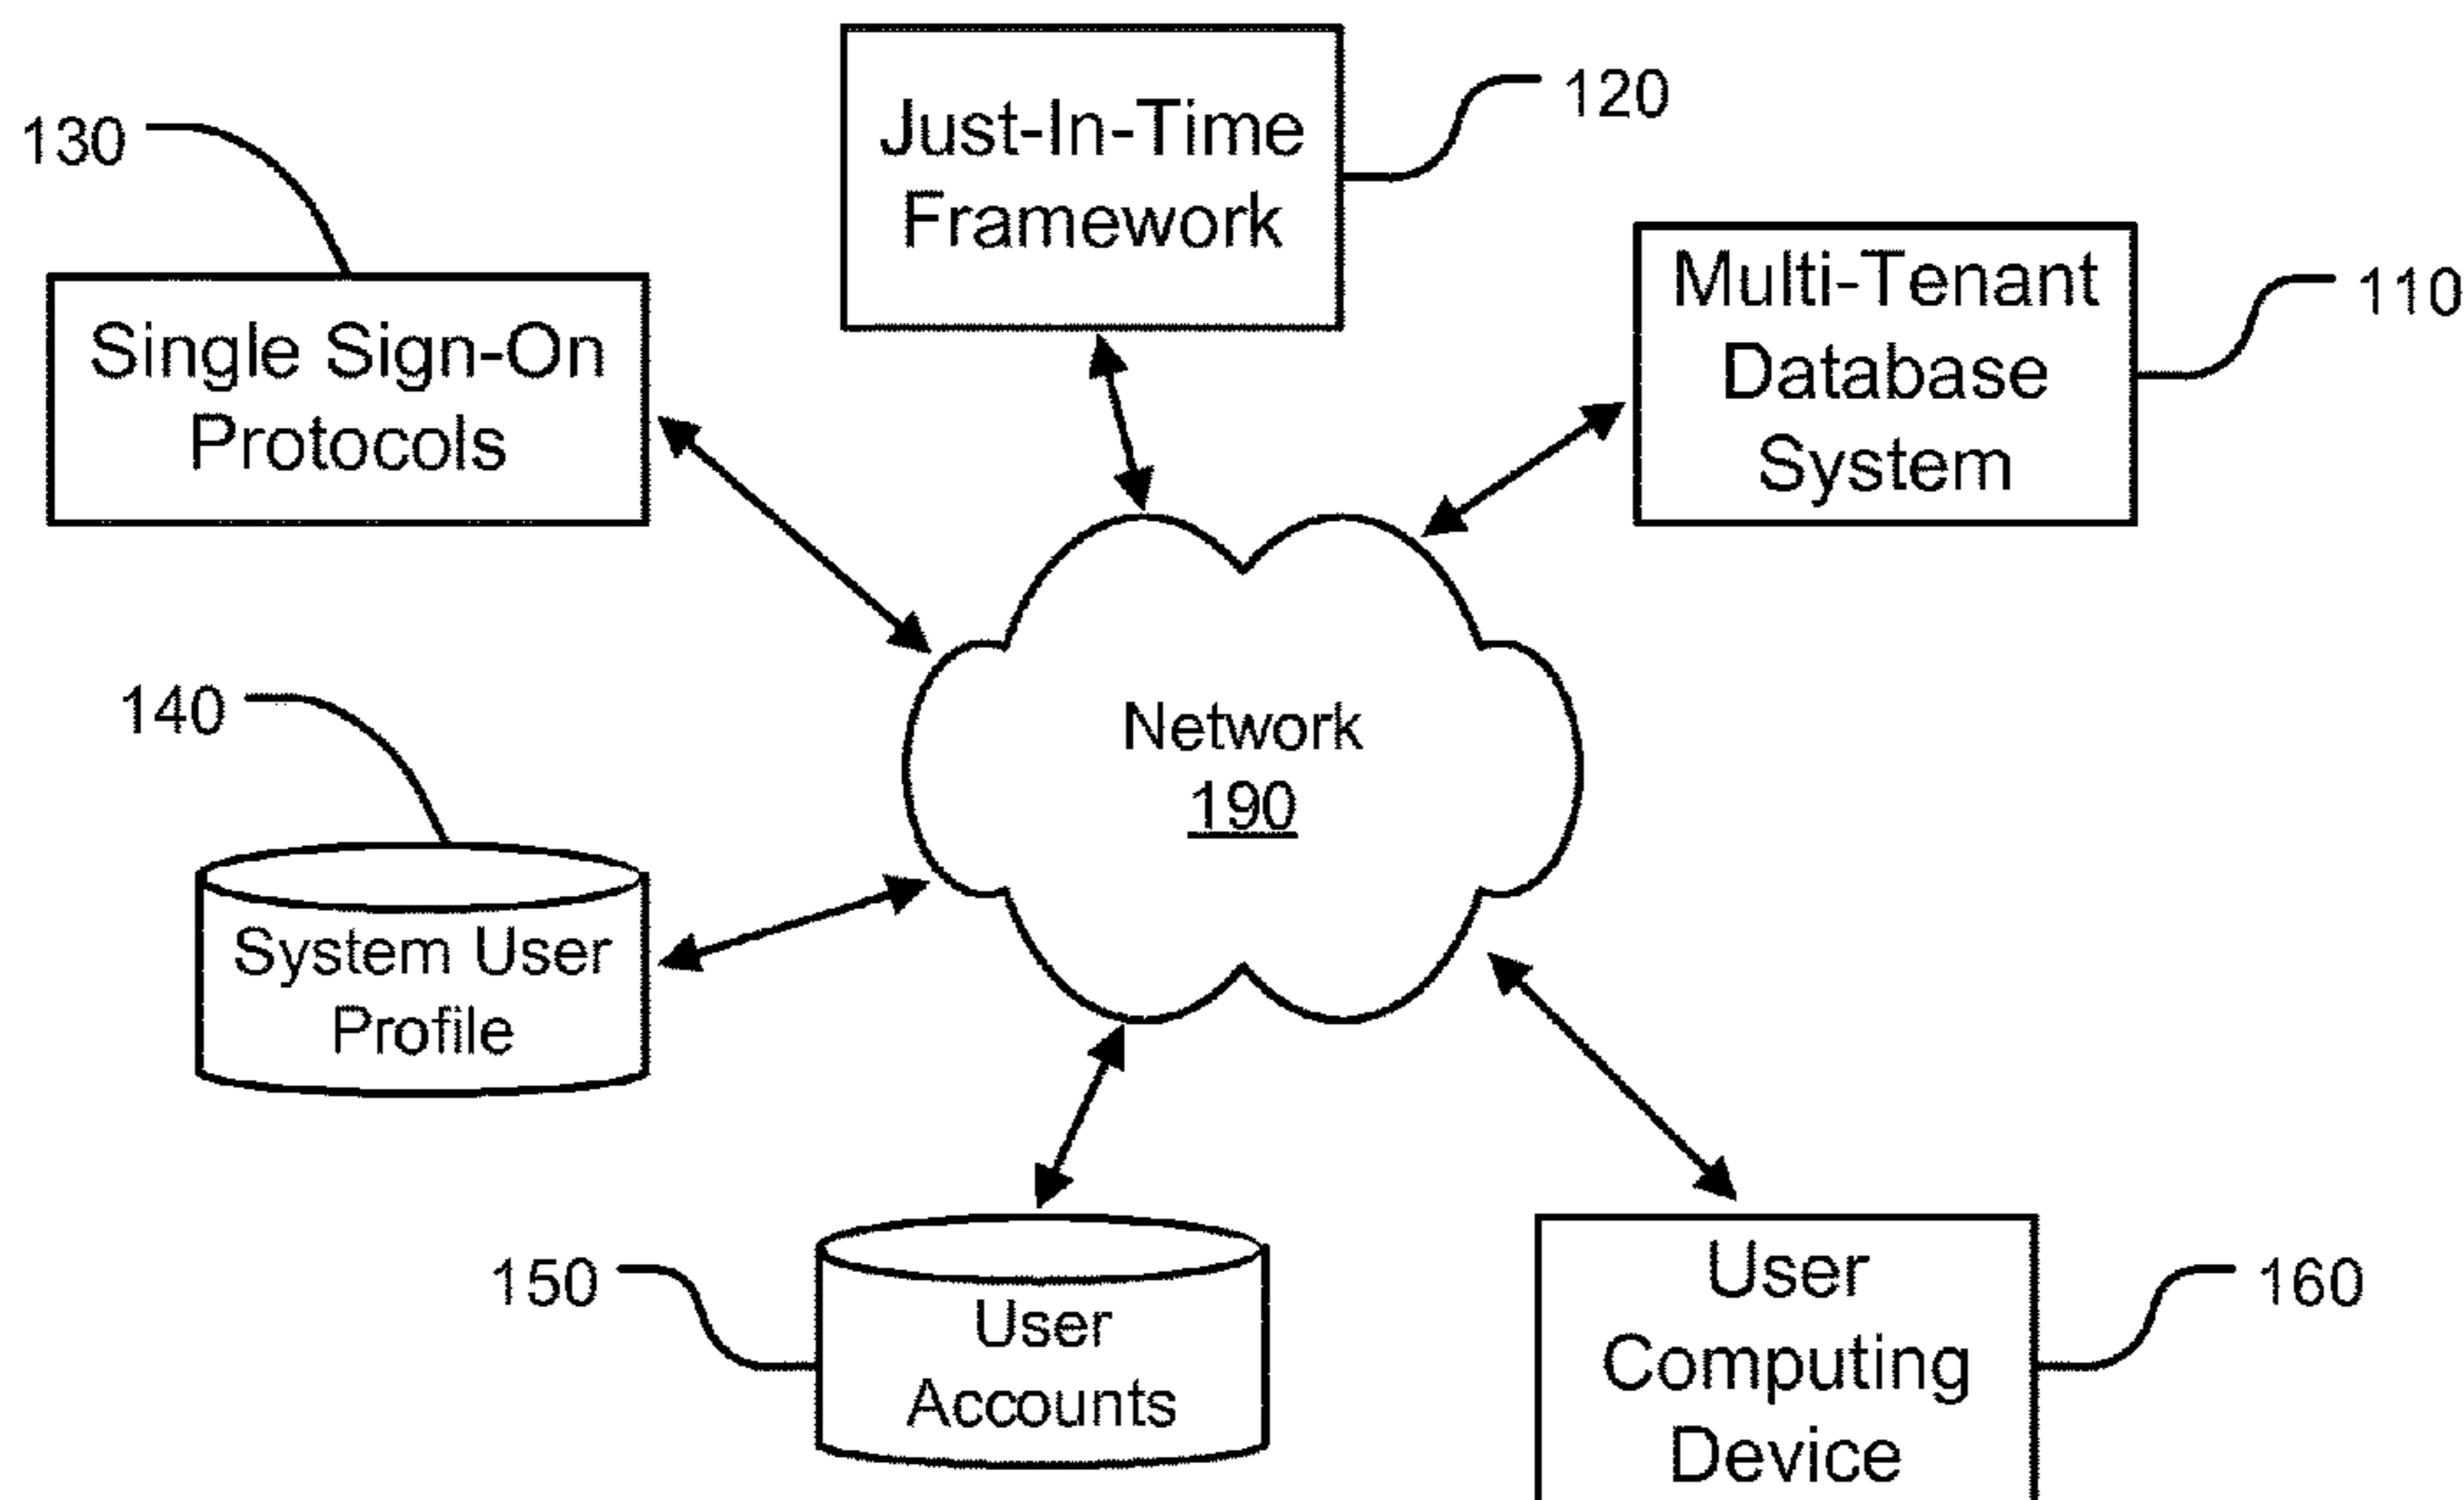 120
Just-In-Time
Framework
130
Multi-Tenant
Database
System
110
Single Sign-On
Protocols
140
Network
190
System User
Profile
150
User
Accounts
User
Computing
Device
160